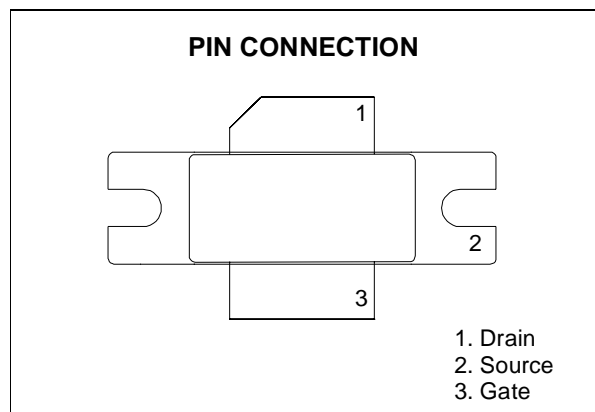 PIN CONNECTION
1
2
3
1. Drain
2. Source
3. Gate